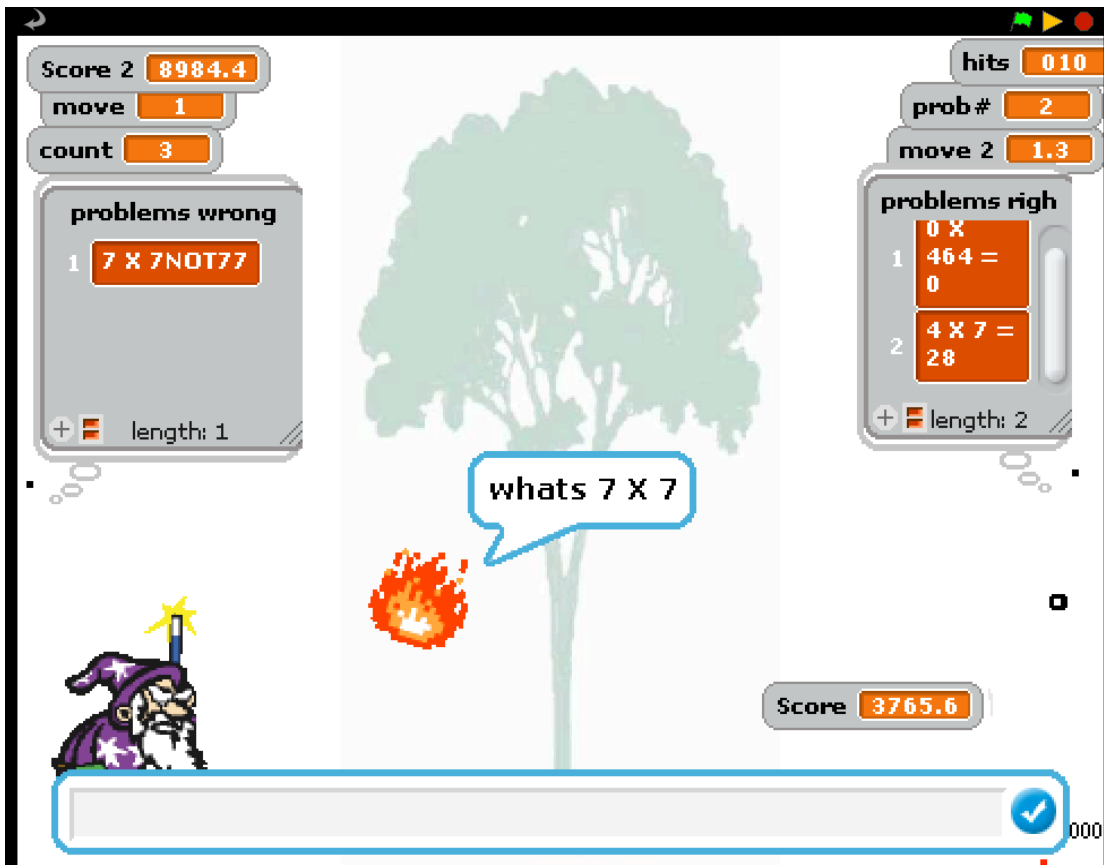 Score 2 8984.4
move 1
count 3
problems wrong
1 7 X 7NOT77
length: 1
hits 010
prob# 2
move 2 1.3
problems righ
0 X
1 464 =
0
4 X 7 =
2 28
length: 2
whats 7 X 7
Score 3765.6
000